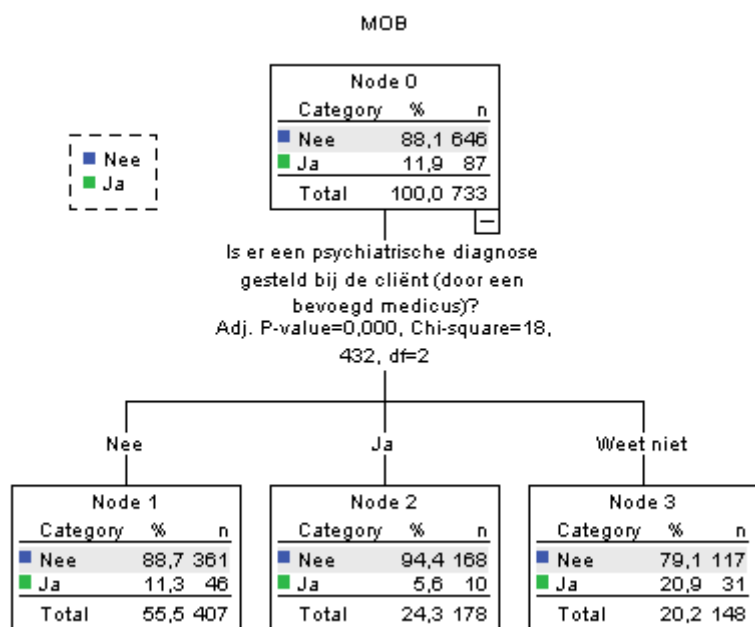 MOB
Node 0
Category % n
Nee 88,1 646
Ja 11,9 87
Total 100,0 733
Nee
Ja
Is er een psychiatrische diagnose
gesteld bij de cliënt (door een
bevoegd medicus)?
Adj. P-value=0,000, Chi-square=18,
432, df=2
Nee
Ja
Weet niet
Node 1
Category % n
Nee 88,7 361
Ja 11,3 46
Total 55,5 407
Node 2
Category % n
Nee 94,4 168
Ja 5,6 10
Total 24,3 178
Node 3
Category % n
Nee 79,1 117
Ja 20,9 31
Total 20,2 148